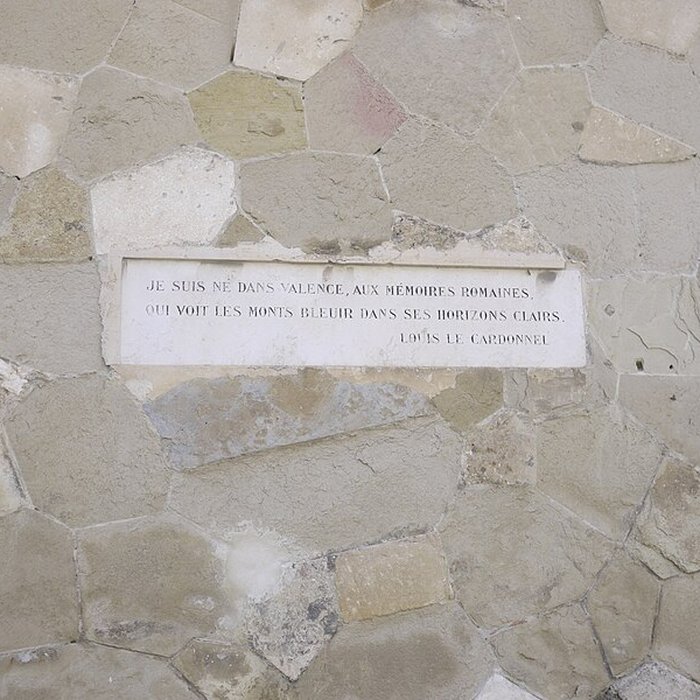 JE SUIS NÉ DANS VALENCE, AUX MÉMOIRES ROMAINES,
QUI VOIT LES MONTS BLEUIR DANS SES HORIZONS CLAIRS.
LOUIS LE CARDONNEL